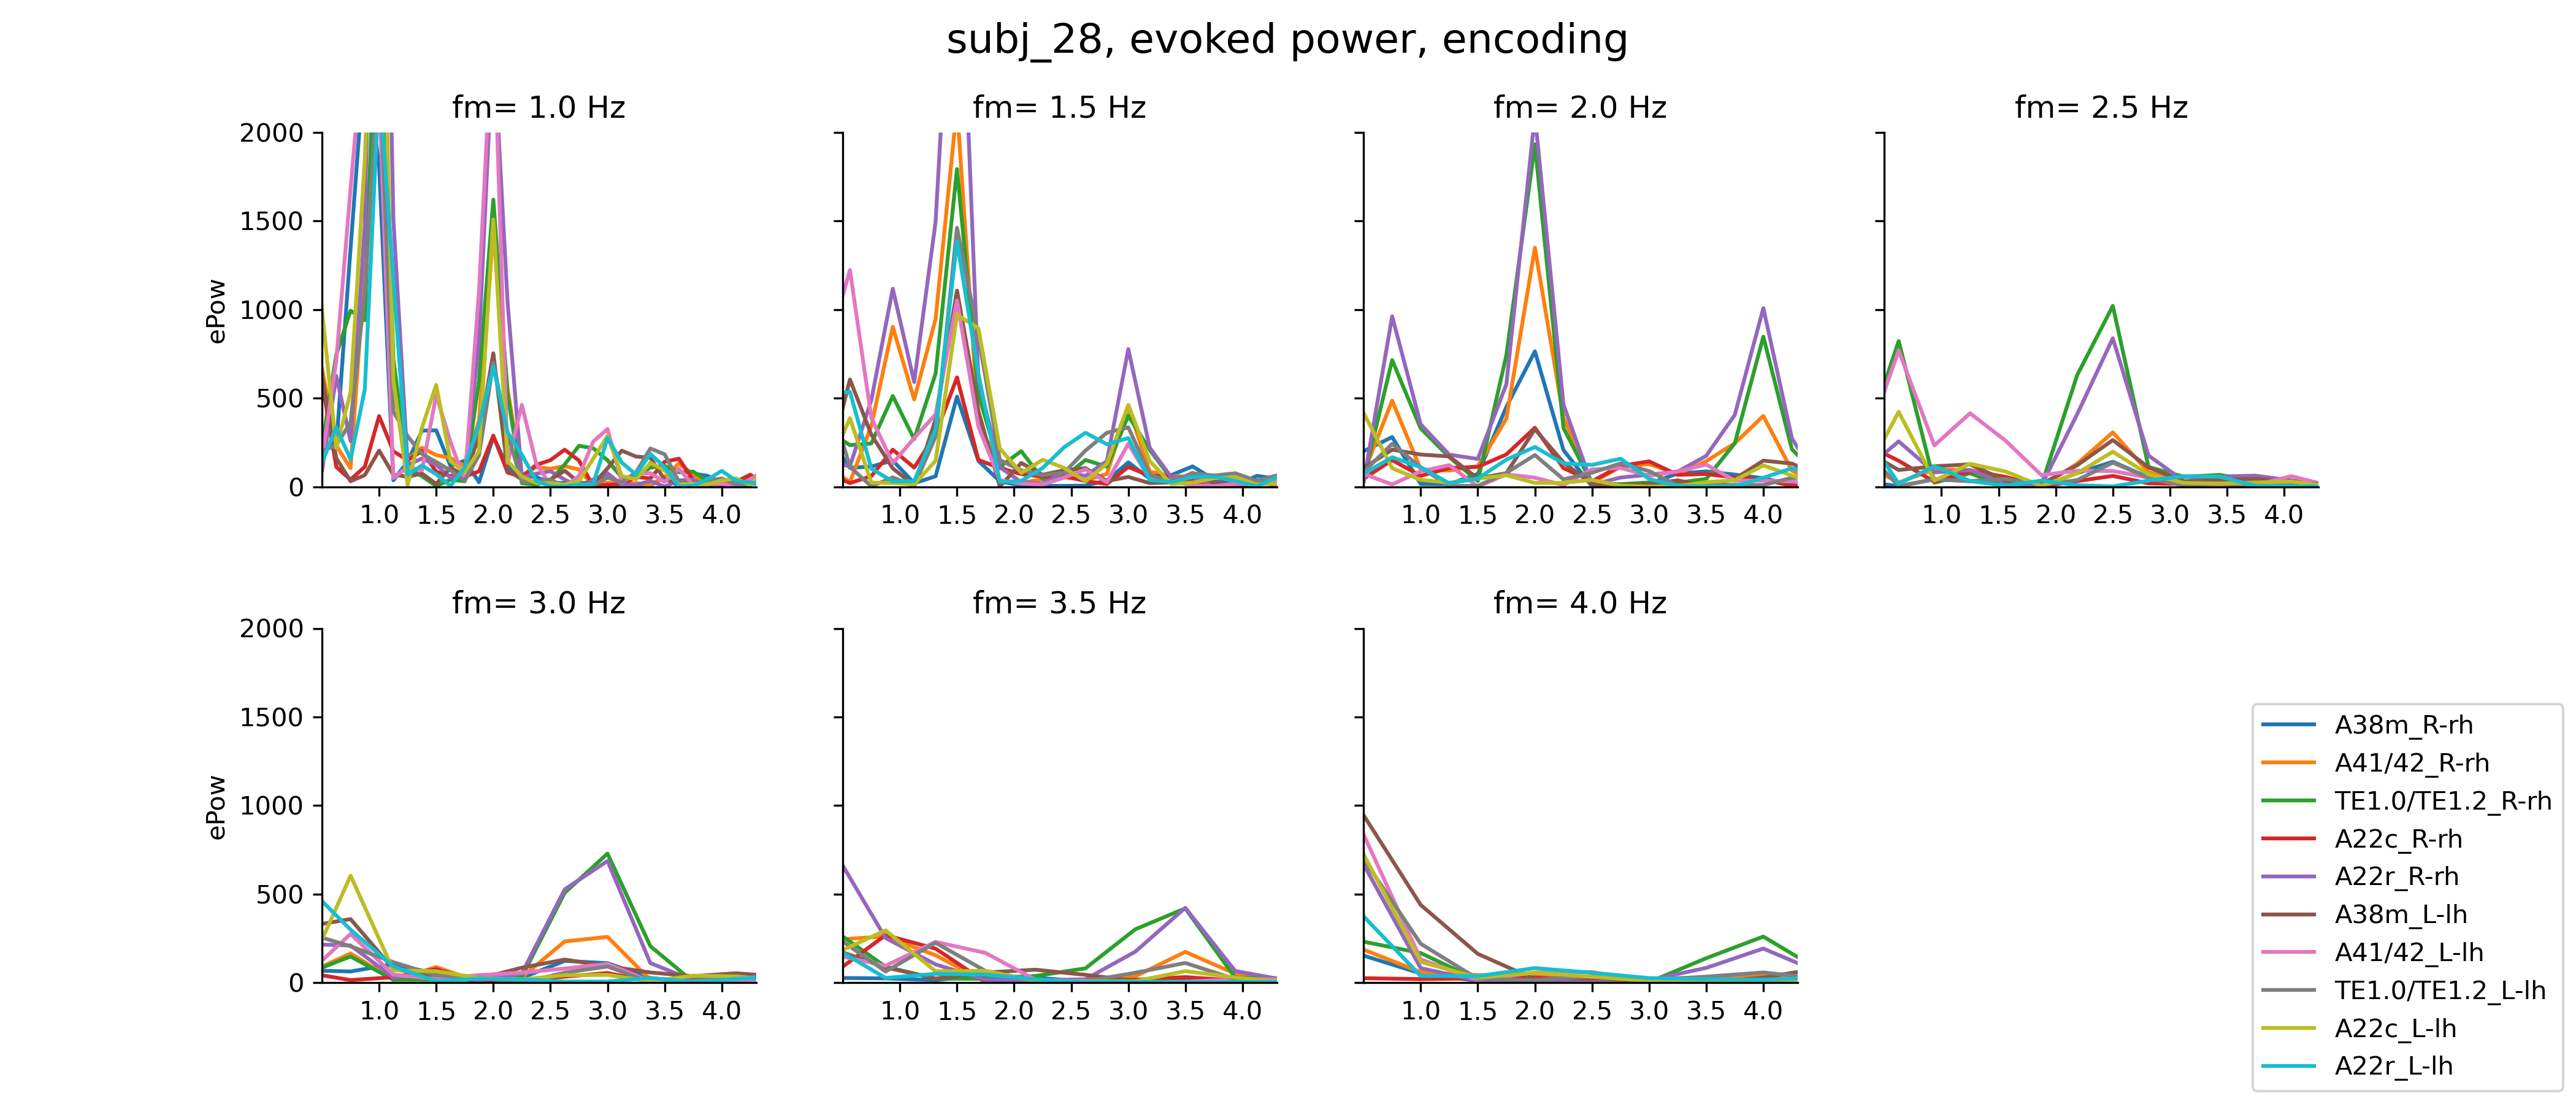 subj_28, evoked power, encoding
fm= 1.0 Hz
fm= 1.5 Hz
fm= 2.0 Hz
fm= 2.5 Hz
2000
1500
1000
500
0
ePow
1.0 1.5 2.0 2.5 3.0 3.5 4.0
1.0 1.5 2.0 2.5 3.0 3.5 4.0
1.0 1.5 2.0 2.5 3.0 3.5 4.0
1.0 1.5 2.0 2.5 3.0 3.5 4.0
fm= 3.0 Hz
fm= 3.5 Hz
fm= 4.0 Hz
2000
1500
1000
500
0
ePow
1.0 1.5 2.0 2.5 3.0 3.5 4.0
1.0 1.5 2.0 2.5 3.0 3.5 4.0
1.0 1.5 2.0 2.5 3.0 3.5 4.0
A38m_R-rh
A41/42_R-rh
TE1.0/TE1.2_R-rh
A22c_R-rh
A22r_R-rh
A38m_L-lh
A41/42_L-lh
TE1.0/TE1.2_L-lh
A22c_L-lh
A22r_L-lh